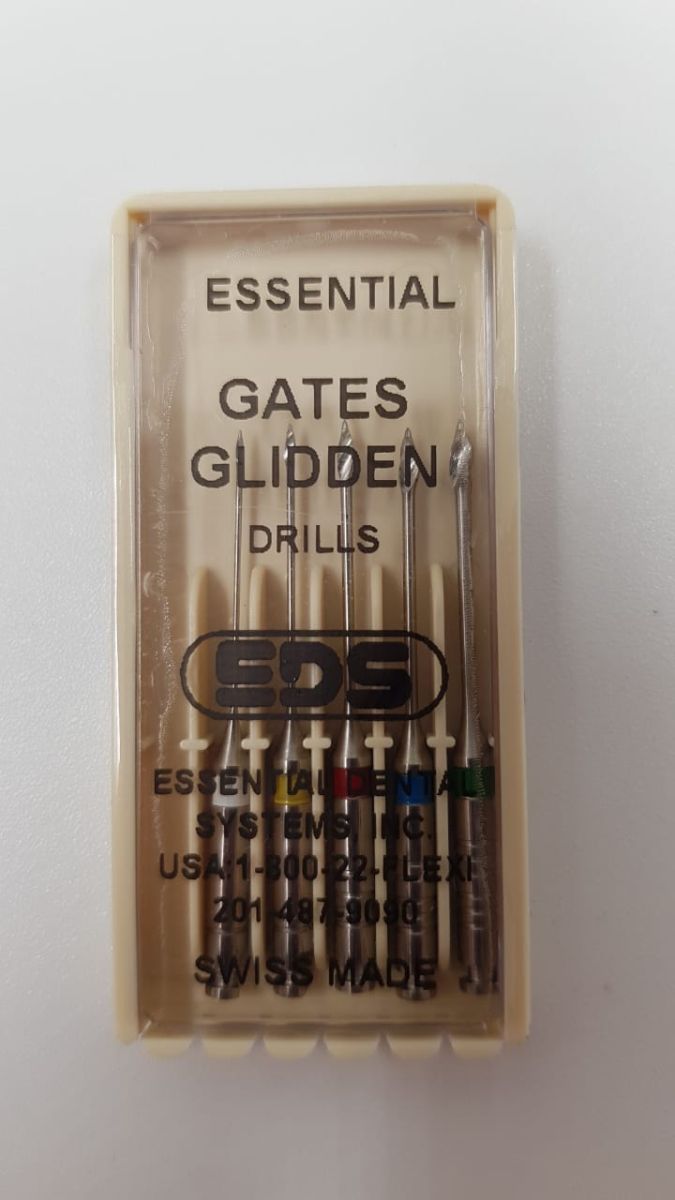 ESSENTIAL
GATES
GLIDDEN
DRILLS
EDS
ESSENTIAL DENTAL
SYSTEMS, INC.
USA:1-800-22-FLEXI
201-487-9090
SWISS MADE